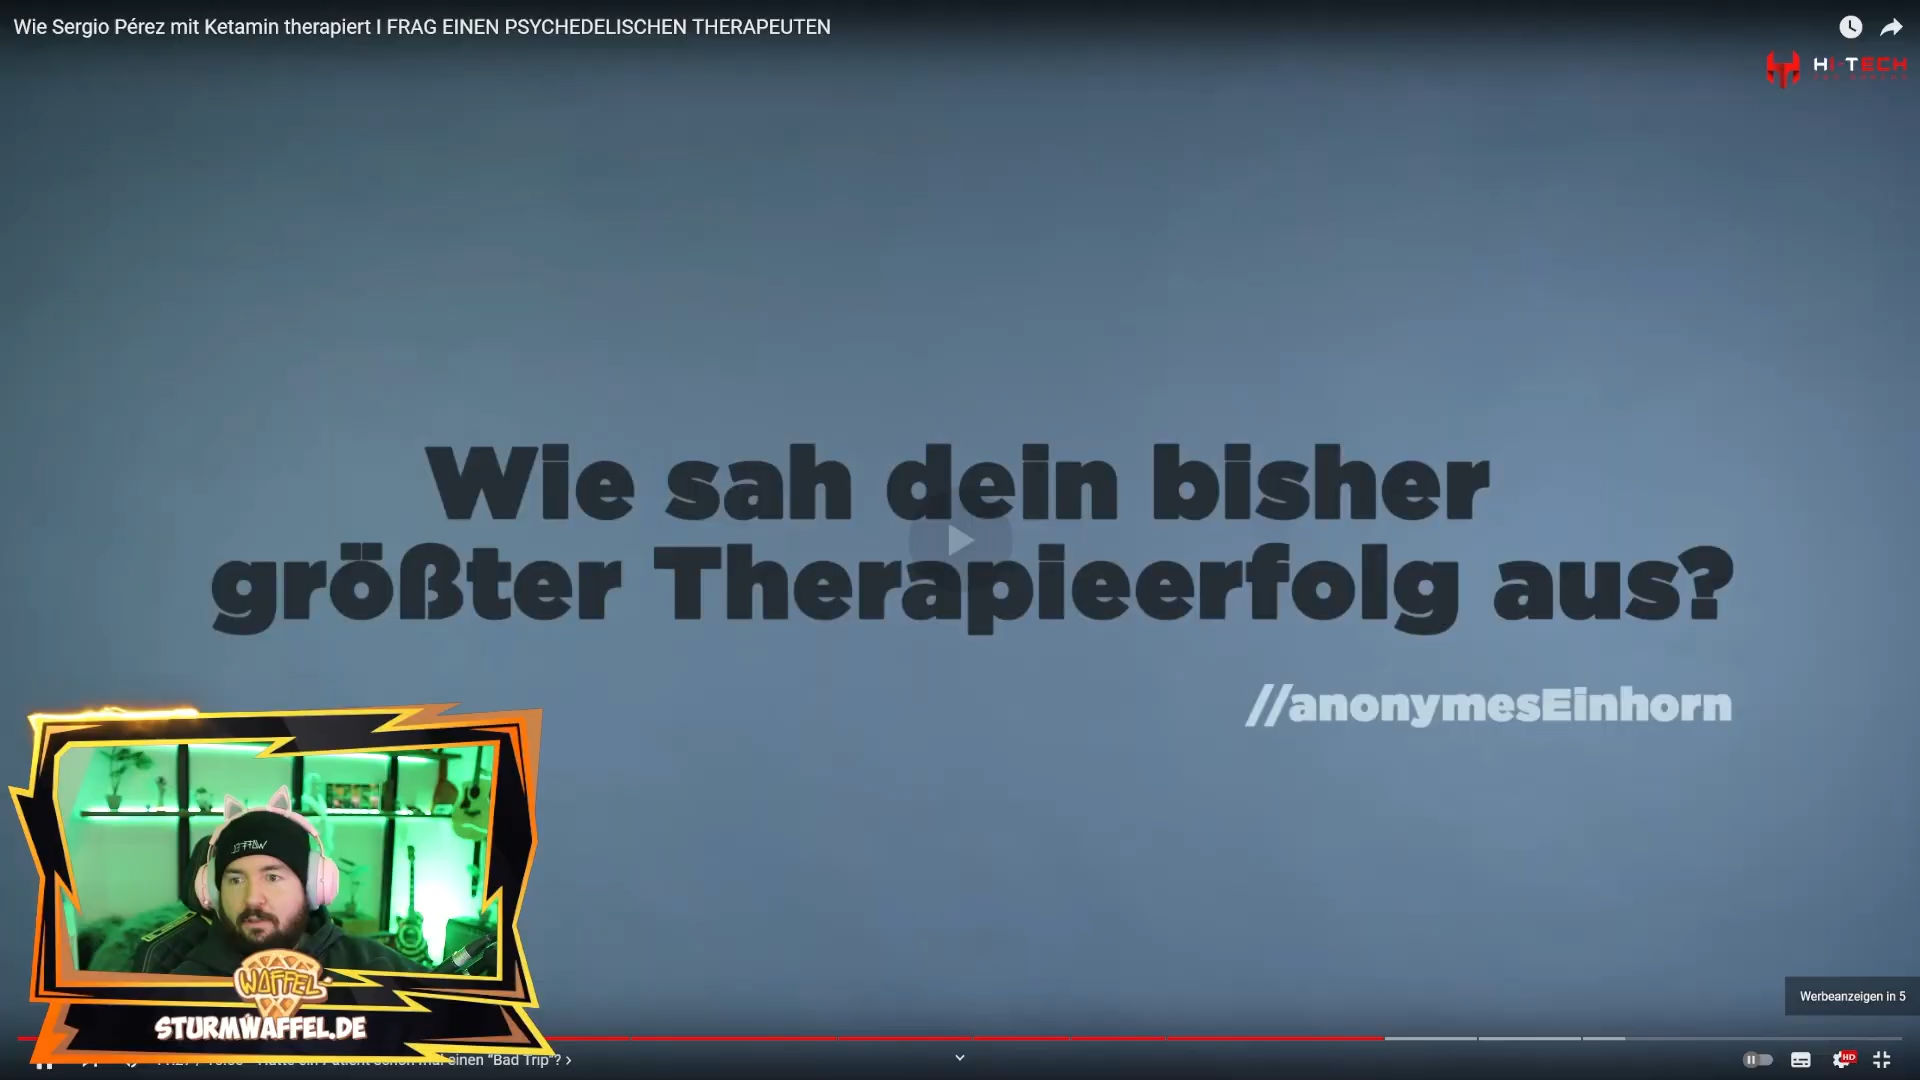 Wie Sergio Pérez mit Ketamin therapiert I FRAG EINEN PSYCHEDELISCHEN THERAPEUTEN
HI-TECH
Wie sah dein bisher
größter Therapieerfolg aus?
//anonymesEinhorn
WAFFEL
STURMWAFFEL.DE
Werbeanzeigen in 5
einen "Bad Trip"? ›
HD